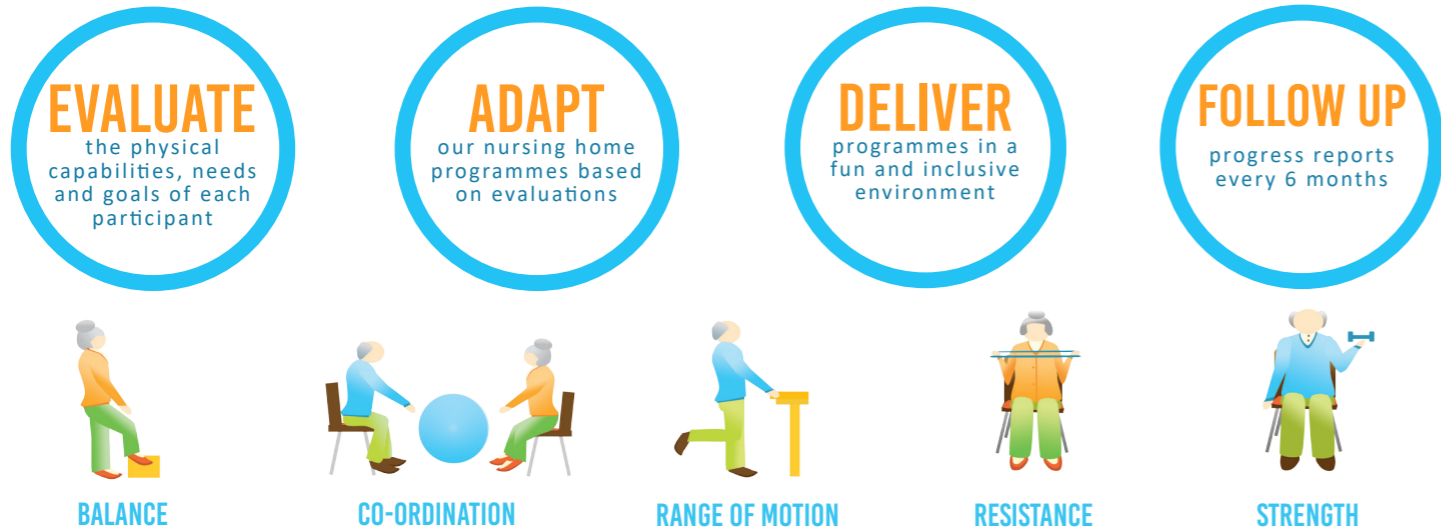 EVALUATE
the physical
capabilities, needs
and goals of each
participant
ADAPT
our nursing home
programmes based
on evaluations
DELIVER
programmes in a
fun and inclusive
environment
FOLLOW UP
progress reports
every 6 months
BALANCE
CO-ORDINATION
RANGE OF MOTION
RESISTANCE
STRENGTH